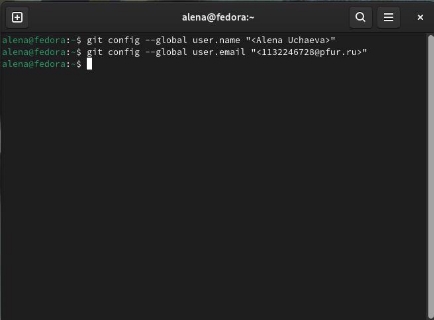 alena@fedora:~
alena@fedora:~$ git config --global user.name "<Alena Uchaeva>"
alena@fedora:~$ git config --global user.email "<1132246728@pfur.ru>"
alena@fedora:~$